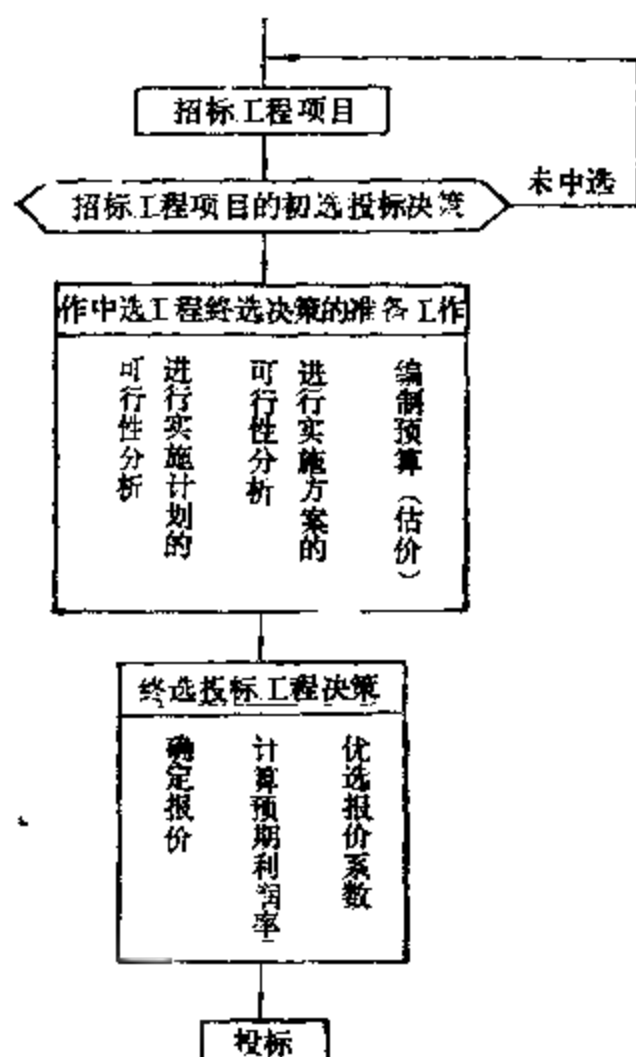 招标工程项目
未中选
招标工程项目的初选投标决策
作中选工程终选决策的准备工作
编制预算（估价）
进行实施方案的
可行性分析
进行实施计划的
可行性分析
终选投标工程决策
优选报价系数
计算预期利润率
确定报价
投标